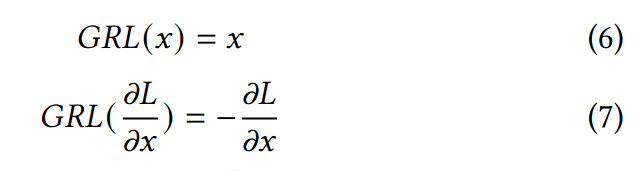 GRL(x) = x (6)
GRL(∂L/∂x) = −∂L/∂x (7)